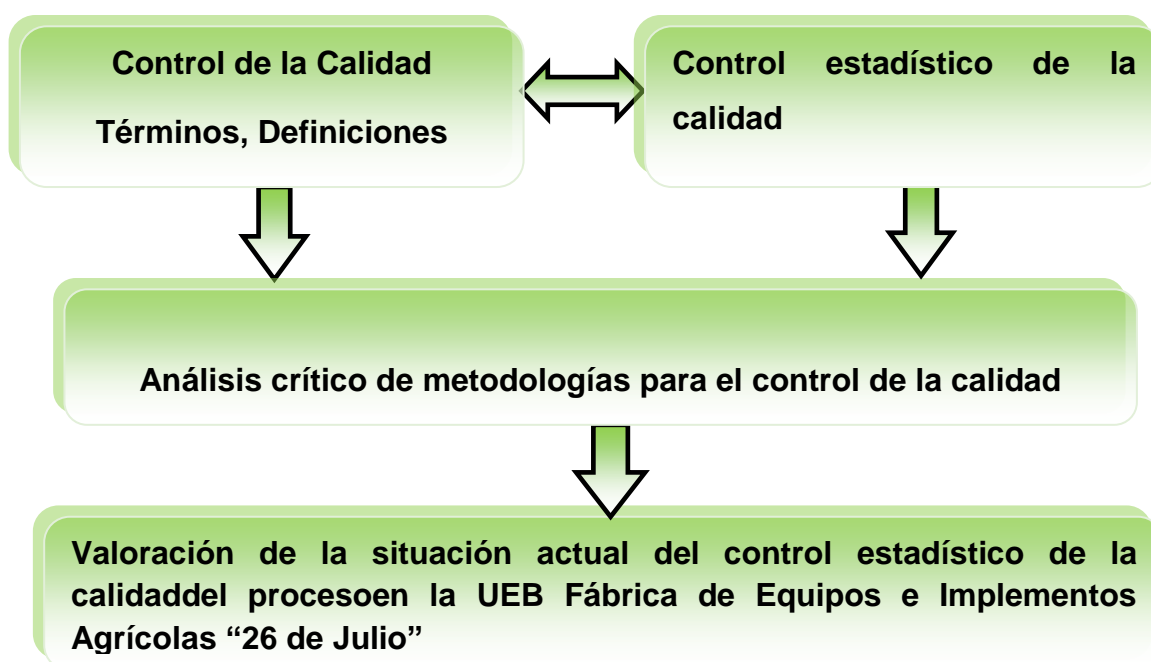 Control de la Calidad
Términos, Definiciones
Control estadístico de la
calidad
Análisis crítico de metodologías para el control de la calidad
Valoración de la situación actual del control estadístico de la
calidaddel procesoen la UEB Fábrica de Equipos e Implementos
Agrícolas “26 de Julio”